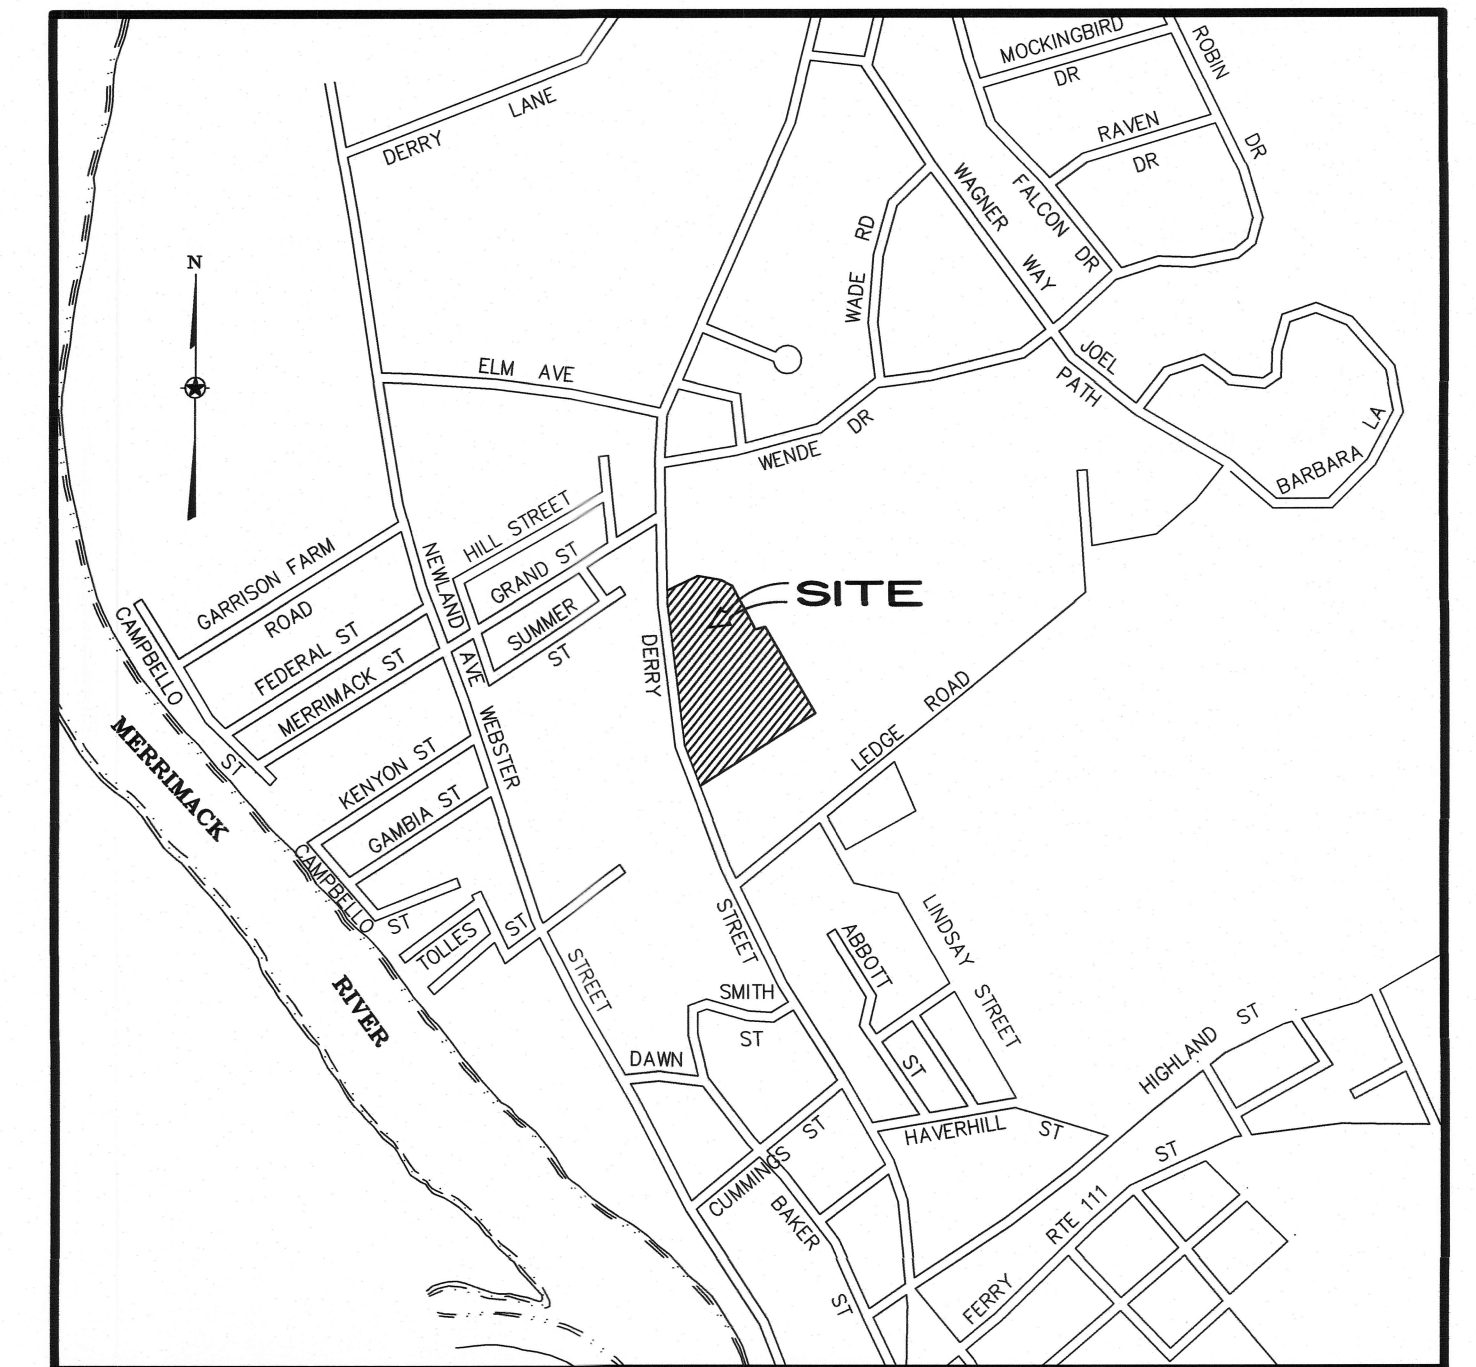 MOCKINGBIRD
DR
ROBIN
DR
DERRY LANE
RAVEN
DR
WAGNER WAY
FALCON DR
WADE RD
N
ELM AVE
JOEL
PATH
WENDE DR
BARBARA LA
HILL STREET
GRAND ST
SUMMER
ST
NEWLAND
AVE
GARRISON FARM
ROAD
FEDERAL ST
MERRIMACK ST
CAMPBELLO
ST
SITE
DERRY
STREET
LEDGE ROAD
WEBSTER
STREET
KENYON ST
GAMBIA ST
CAMPBELLO
ST
TOLLES
ST
MERRIMACK
RIVER
LINDSAY
STREET
ABBOTT
ST
SMITH
ST
DAWN
HAVERHILL ST
HIGHLAND ST
CUMMINGS ST
BAKER
ST
FERRY
RTE 111
ST